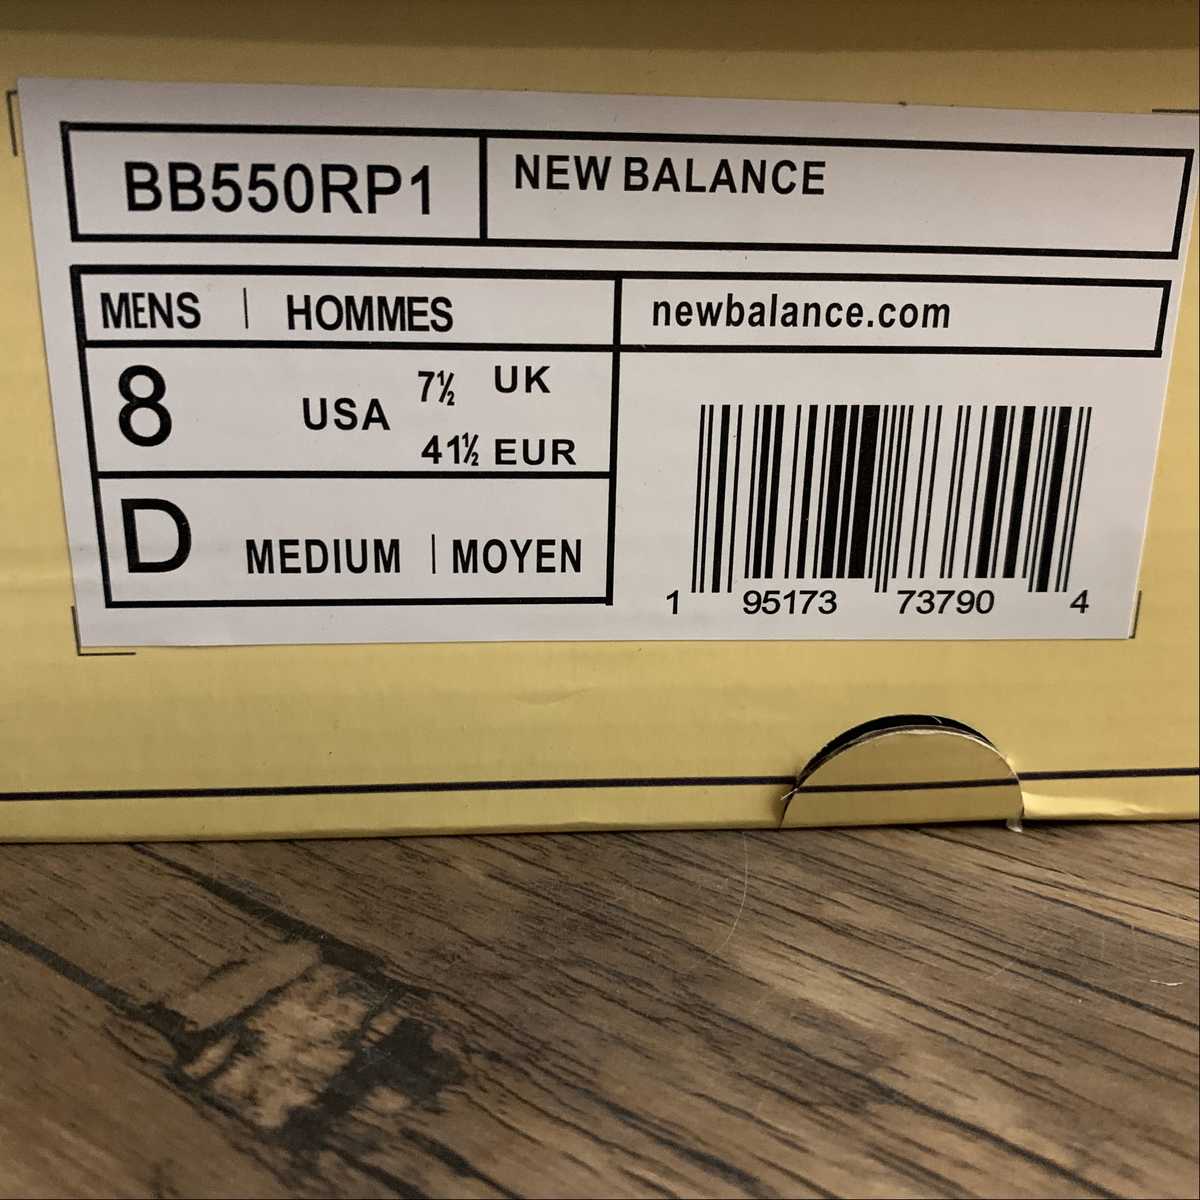 BB550RP1
NEW BALANCE
MENS | HOMMES
newbalance.com
8 USA 7½ UK
41½ EUR
D MEDIUM | MOYEN
1 95173 73790 4